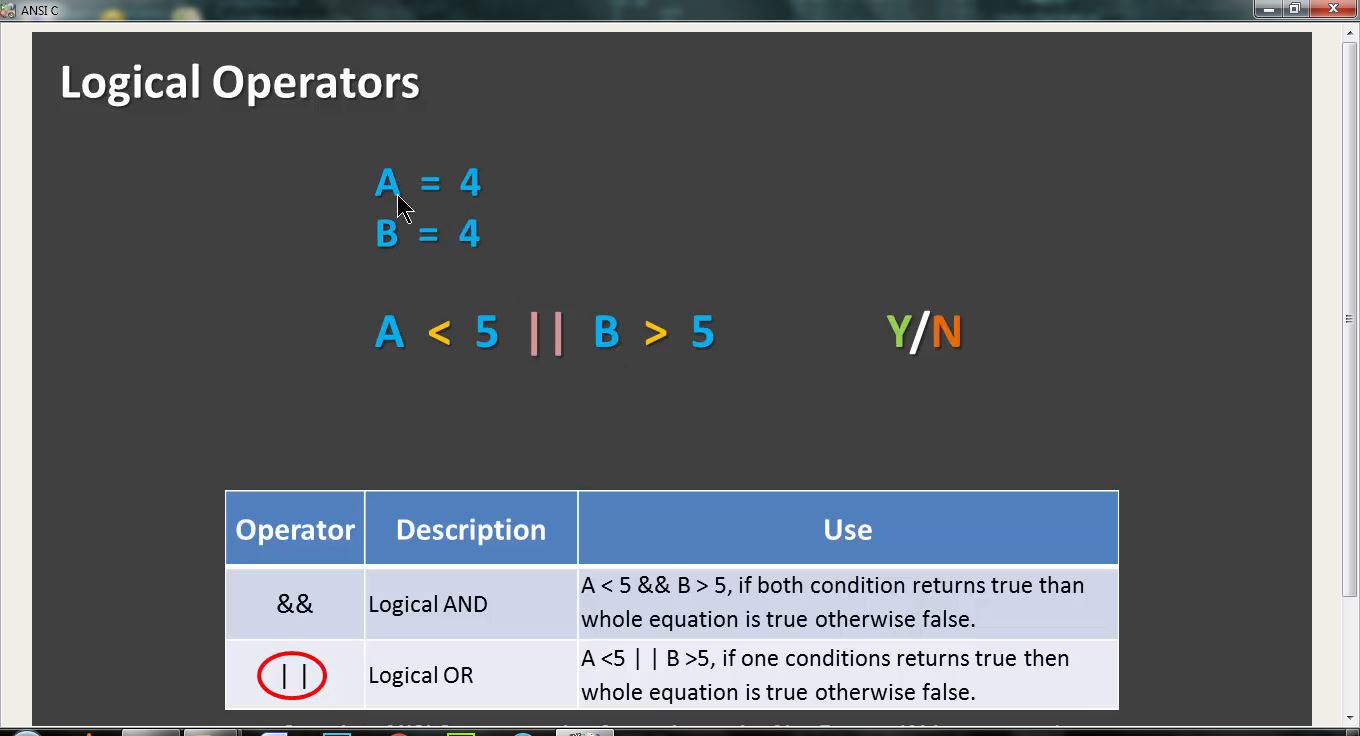 ANSI C
Logical Operators
A = 4
B = 4
A < 5 || B > 5 Y/N
Operator Description Use
&& Logical AND A < 5 && B > 5, if both condition returns true than
whole equation is true otherwise false.
| | Logical OR A <5 | | B >5, if one conditions returns true then
whole equation is true otherwise false.